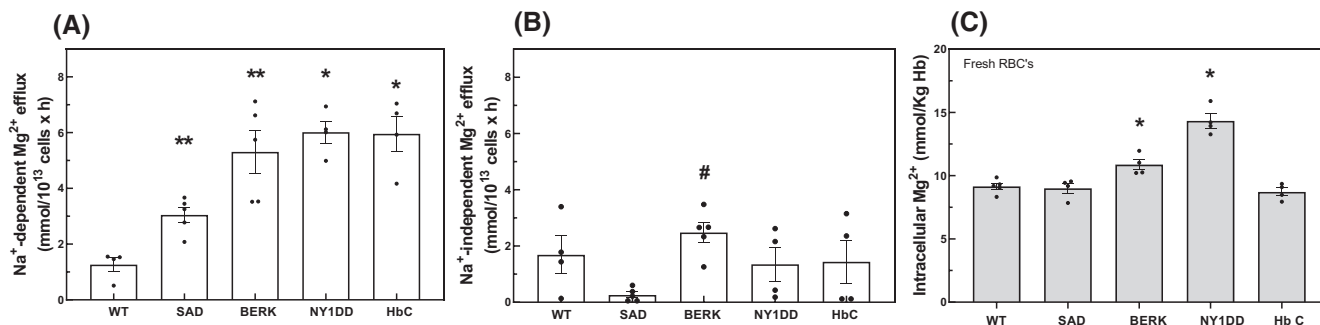 (A)
Na+-dependent Mg2+ efflux
(mmol/10^13 cells x h)
8
6
4
2
0
**
**
*
*
WT SAD BERK NY1DD HbC
(B)
Na+-independent Mg2+ efflux
(mmol/10^13 cells x h)
8
6
4
2
0
#
WT SAD BERK NY1DD HbC
(C)
Intracellular Mg2+ (mmol/Kg Hb)
20
15
10
5
0
Fresh RBC's
*
*
WT SAD BERK NY1DD Hb C